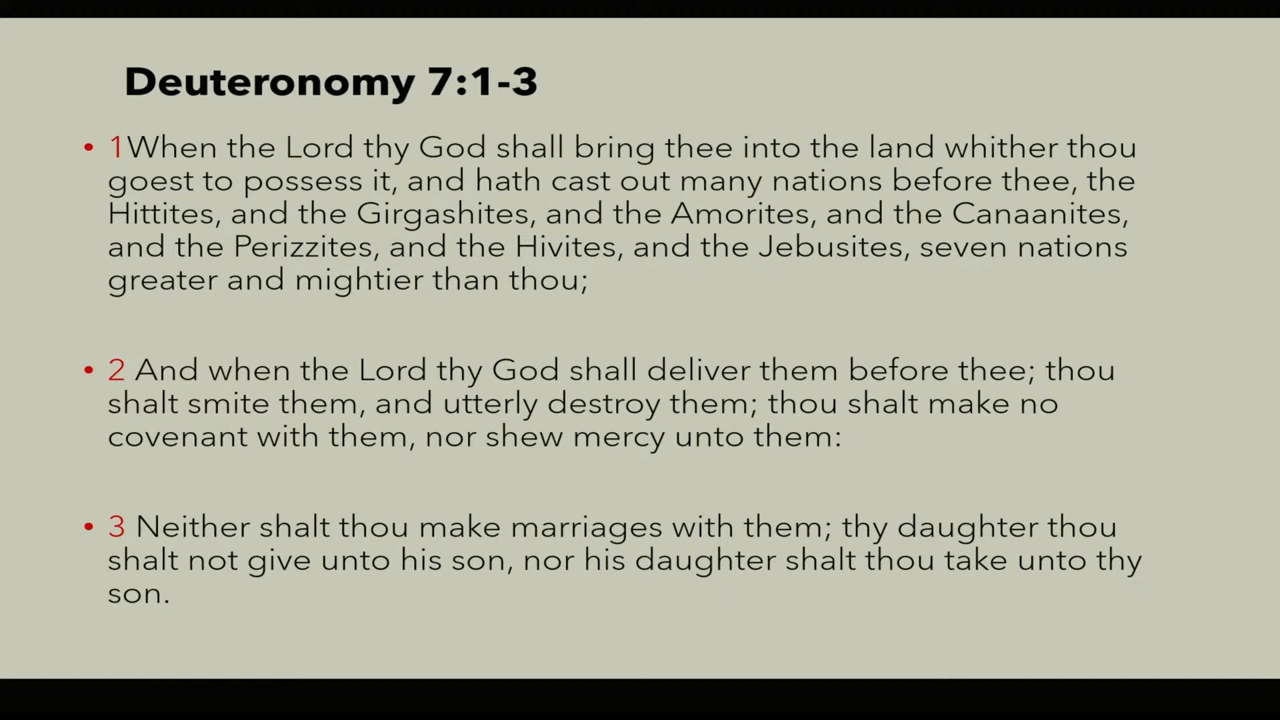 Deuteronomy 7:1-3
• 1When the Lord thy God shall bring thee into the land whither thou
goest to possess it, and hath cast out many nations before thee, the
Hittites, and the Girgashites, and the Amorites, and the Canaanites,
and the Perizzites, and the Hivites, and the Jebusites, seven nations
greater and mightier than thou;
• 2 And when the Lord thy God shall deliver them before thee; thou
shalt smite them, and utterly destroy them; thou shalt make no
covenant with them, nor shew mercy unto them:
• 3 Neither shalt thou make marriages with them; thy daughter thou
shalt not give unto his son, nor his daughter shalt thou take unto thy
son.